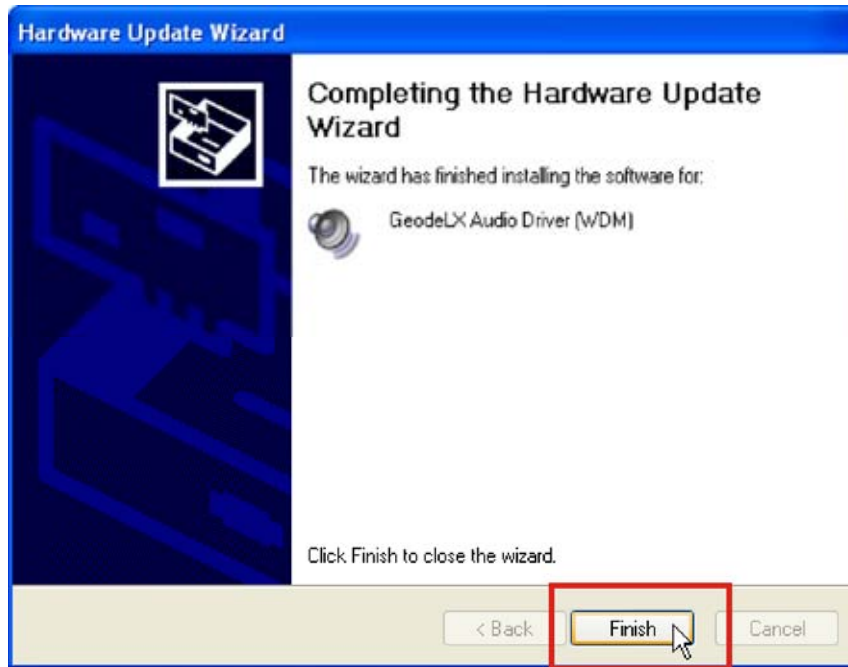 Hardware Update Wizard
Completing the Hardware Update
Wizard
The wizard has finished installing the software for:
GeodeLX Audio Driver (WDM)
Click Finish to close the wizard.
< Back Finish Cancel